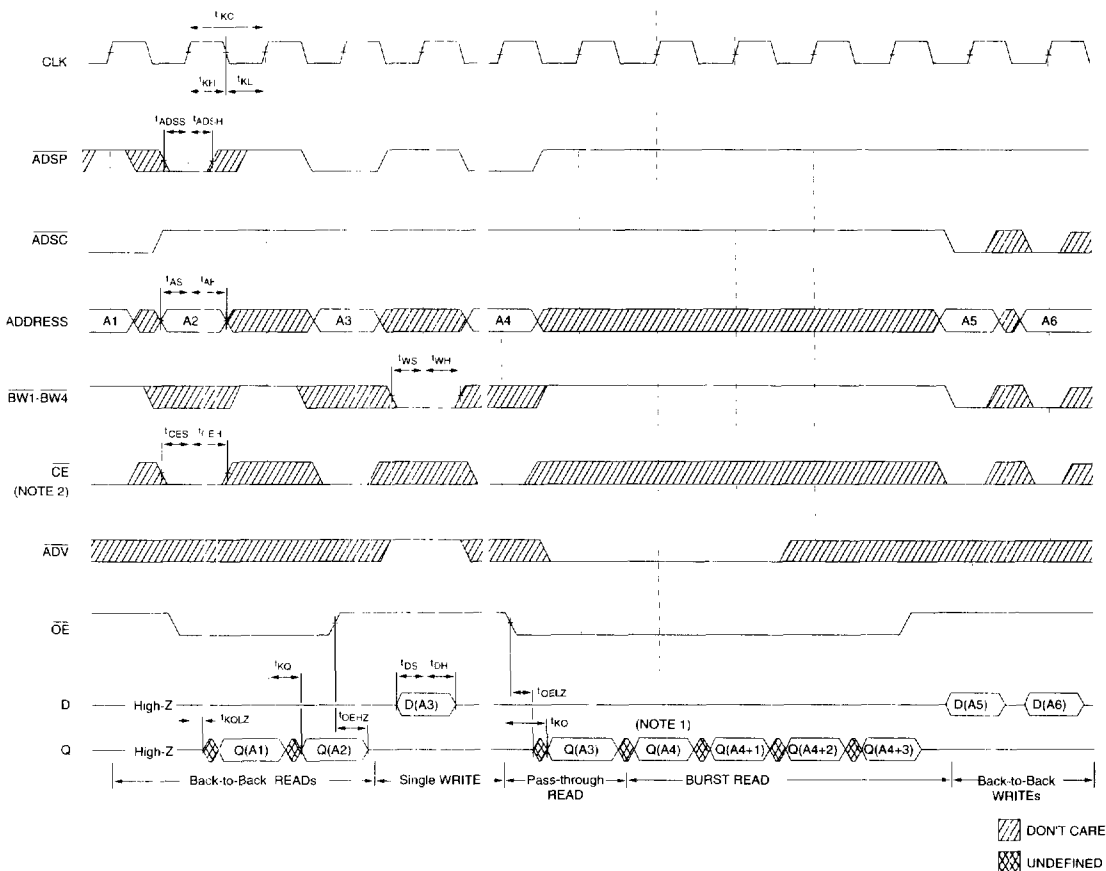 tKC
CLK
tKH tKL
tADSS tADSH
ADSP
ADSC
tAS tAH
ADDRESS A1 A2 A3 A4 A5 A6
tWS tWH
BW1-BW4
tCES tCEH
CE
(NOTE 2)
ADV
OE
tKQ tDS tDH tOELZ
D High-Z D(A3) D(A5) D(A6)
tKQLZ tOEHZ tKQ (NOTE 1)
Q High-Z Q(A1) Q(A2) Q(A3) Q(A4) Q(A4+1) Q(A4+2) Q(A4+3)
Back-to-Back READs Single WRITE Pass-through READ BURST READ Back-to-Back WRITEs
DON'T CARE
UNDEFINED